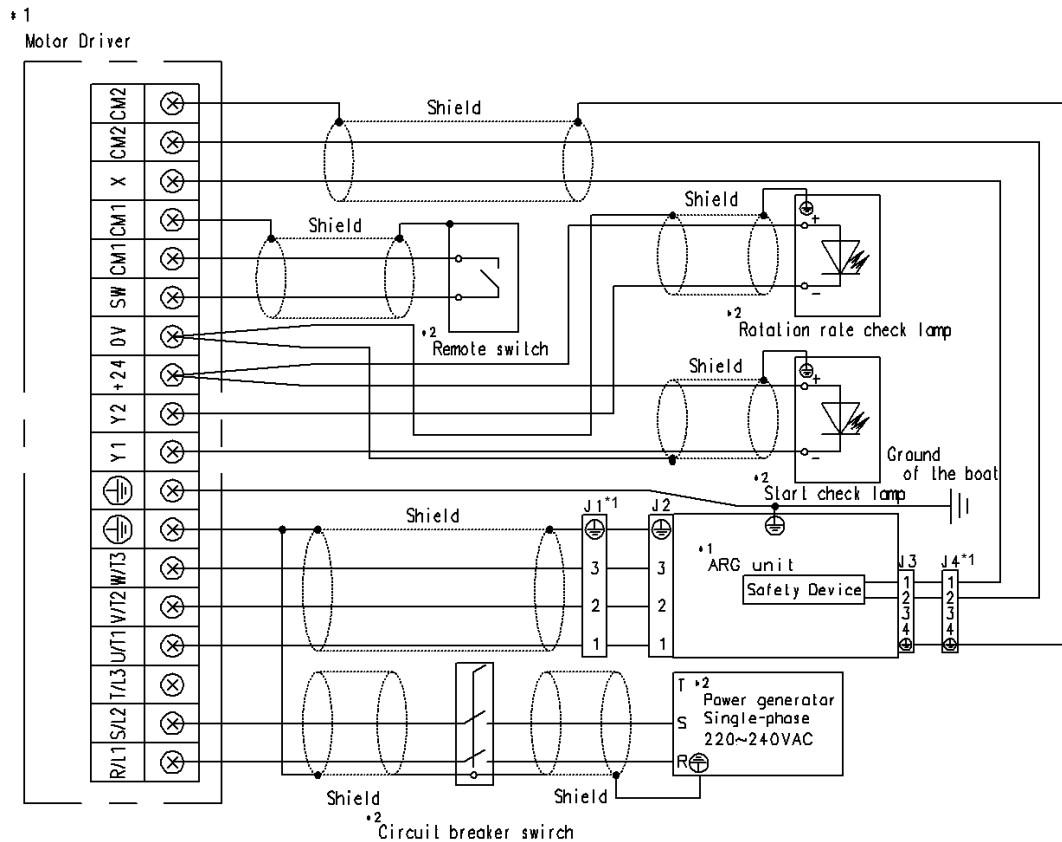 *1
Motor Driver
CM2
CM2
X
CM1
CM1
SW
0V
+24
Y2
Y1
W/T3
V/T2
U/T1
T/L3
S/L2
R/L1
Shield
Shield
*2
Remote switch
Shield
+
-
*2
Rotation rate check lamp
Shield
+
-
*2
Start check lamp
Ground
of the boat
Shield
J1*1
3
2
1
J2
3
2
1
*1
ARG unit
Safety Device
J3
1
2
3
4
J4*1
1
2
3
4
T
*2
Power generator
S
Single-phase
220~240VAC
R
Shield
Shield
*2
Circuit breaker swirch